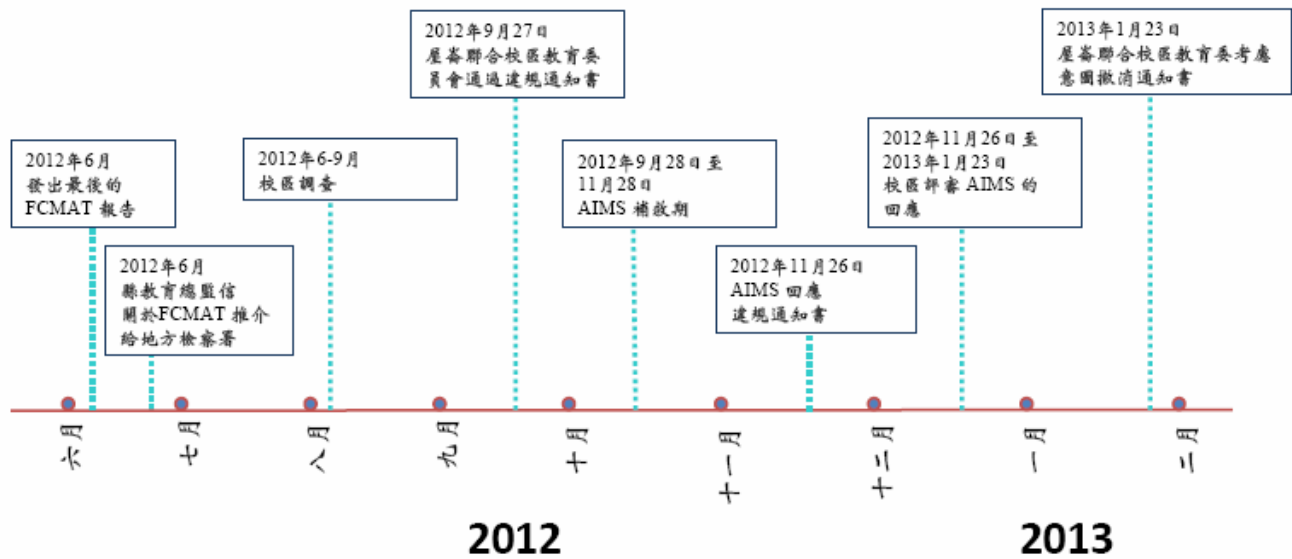 2012年6月
發出最後的
FCMAT 報告
2012年6月
縣教育總監信
關於FCMAT 推介
給地方檢察署
2012年6-9月
校區調查
2012年9月27日
屋崙聯合校區教育委
員會通過違規通知書
2012年9月28日至
11月28日
AIMS 補救期
2012年11月26日
AIMS 回應
違規通知書
2012年11月26日至
2013年1月23日
校區評審 AIMS 的
回應
2013年1月23日
屋崙聯合校區教育委考慮
意圖撤消通知書
六月
七月
八月
九月
十月
十一月
十二月
一月
二月
2012
2013